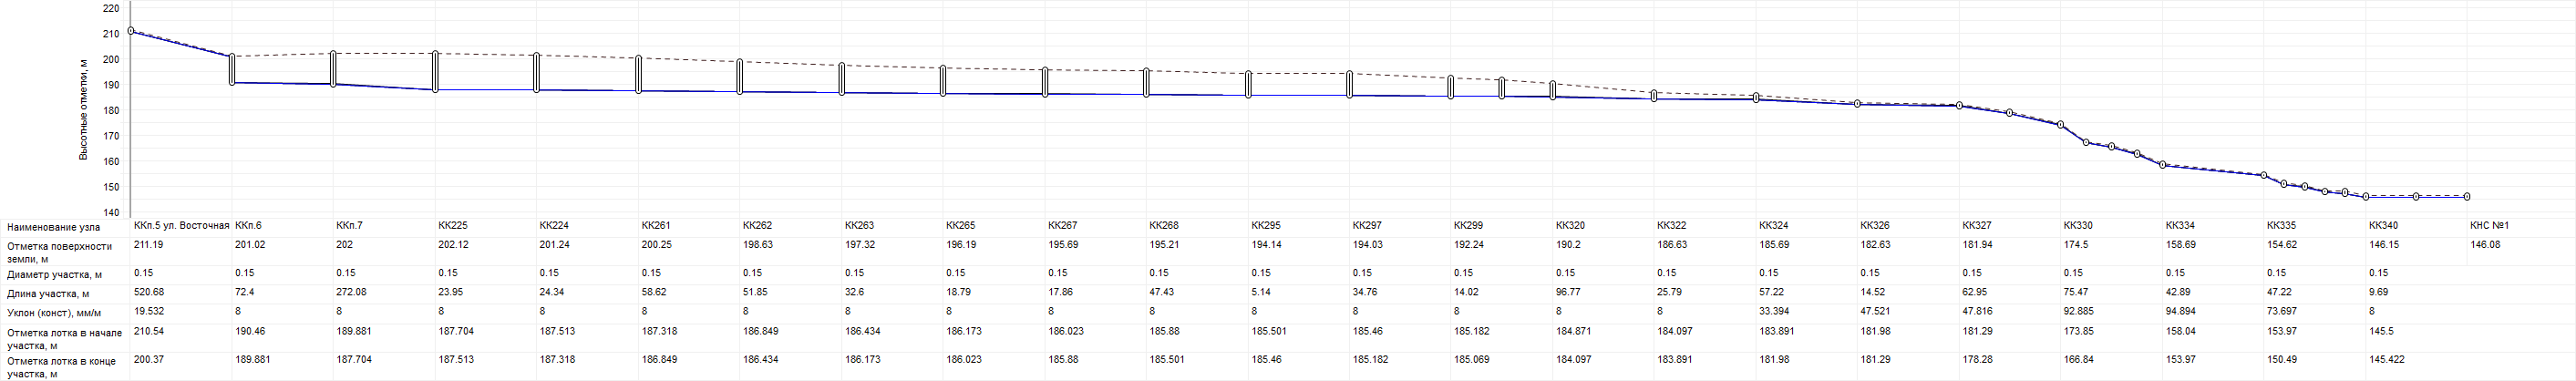 220
210
200
190
180
170
160
150
140
Высотные отметки, м
Наименование узла ККп.5 ул. Восточная ККп.6 ККп.7 КК225 КК224 КК261 КК262 КК263 КК265 КК267 КК268 КК295 КК297 КК299 КК320 КК322 КК324 КК326 КК327 КК330 КК334 КК335 КК340 КНС №1
Отметка поверхности 211.19 201.02 202 202.12 201.24 200.25 198.63 197.32 196.19 195.69 195.21 194.14 194.03 192.24 190.2 186.63 185.69 182.63 181.94 174.5 158.69 154.62 146.15 146.08
земли, м
Диаметр участка, м 0.15 0.15 0.15 0.15 0.15 0.15 0.15 0.15 0.15 0.15 0.15 0.15 0.15 0.15 0.15 0.15 0.15 0.15 0.15 0.15 0.15 0.15 0.15
Длина участка, м 520.68 72.4 272.08 23.95 24.34 58.62 51.85 32.6 18.79 17.86 47.43 5.14 34.76 14.02 96.77 25.79 57.22 14.52 62.95 75.47 42.89 47.22 9.69
Уклон (конст), мм/м 19.532 8 8 8 8 8 8 8 8 8 8 8 8 8 8 8 33.394 47.521 47.816 92.885 94.894 73.697 8
Отметка лотка в начале 210.54 190.46 189.881 187.704 187.513 187.318 186.849 186.434 186.173 186.023 185.88 185.501 185.46 185.182 184.871 184.097 183.891 181.98 181.29 173.85 158.04 153.97 145.5
участка, м
Отметка лотка в конце 200.37 189.881 187.704 187.513 187.318 186.849 186.434 186.173 186.023 185.88 185.501 185.46 185.182 185.069 184.097 183.891 181.98 181.29 178.28 166.84 153.97 150.49 145.422
участка, м